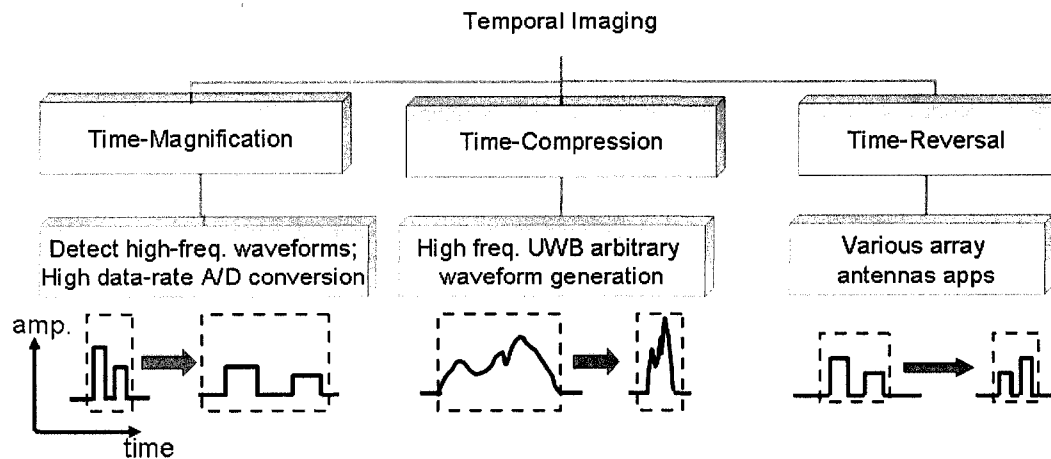 Temporal Imaging
Time-Magnification
Time-Compression
Time-Reversal
Detect high-freq. waveforms;
High data-rate A/D conversion
High freq. UWB arbitrary
waveform generation
Various array
antennas apps
amp.
time